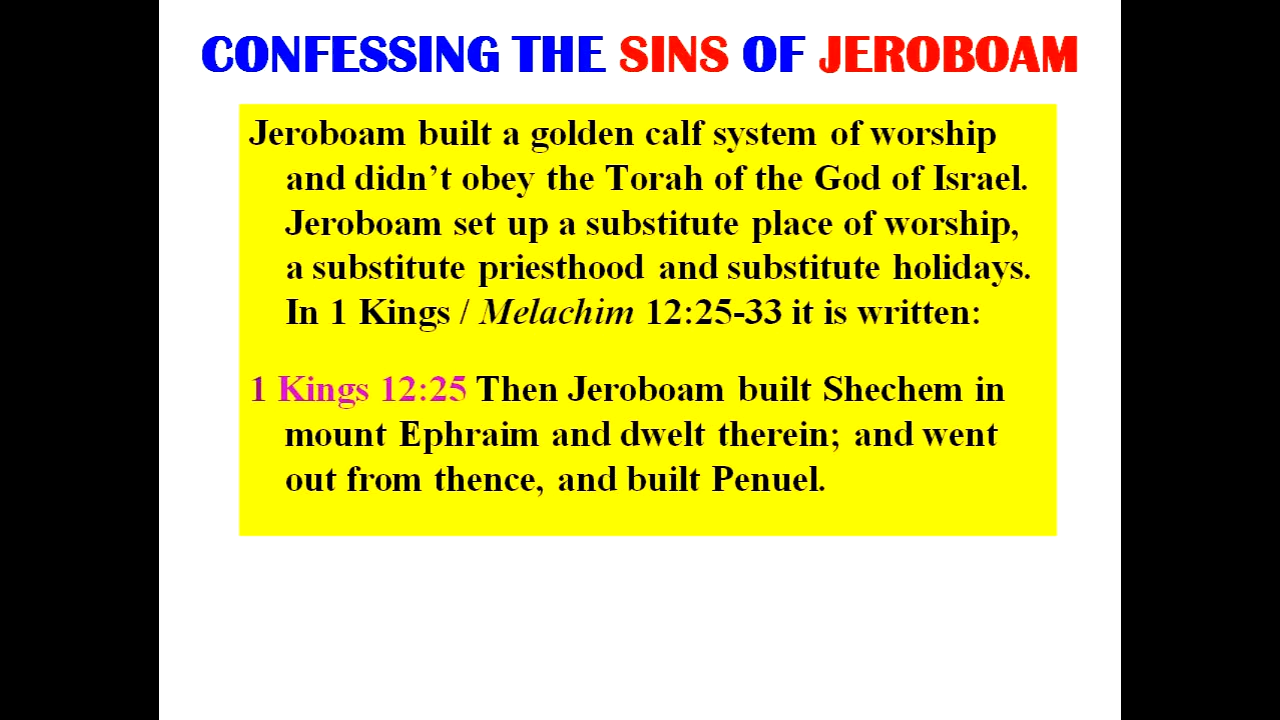 CONFESSING THE SINS OF JEROBOAM
Jeroboam built a golden calf system of worship
and didn’t obey the Torah of the God of Israel.
Jeroboam set up a substitute place of worship,
a substitute priesthood and substitute holidays.
In 1 Kings / Melachim 12:25-33 it is written:
1 Kings 12:25 Then Jeroboam built Shechem in
mount Ephraim and dwelt therein; and went
out from thence, and built Penuel.